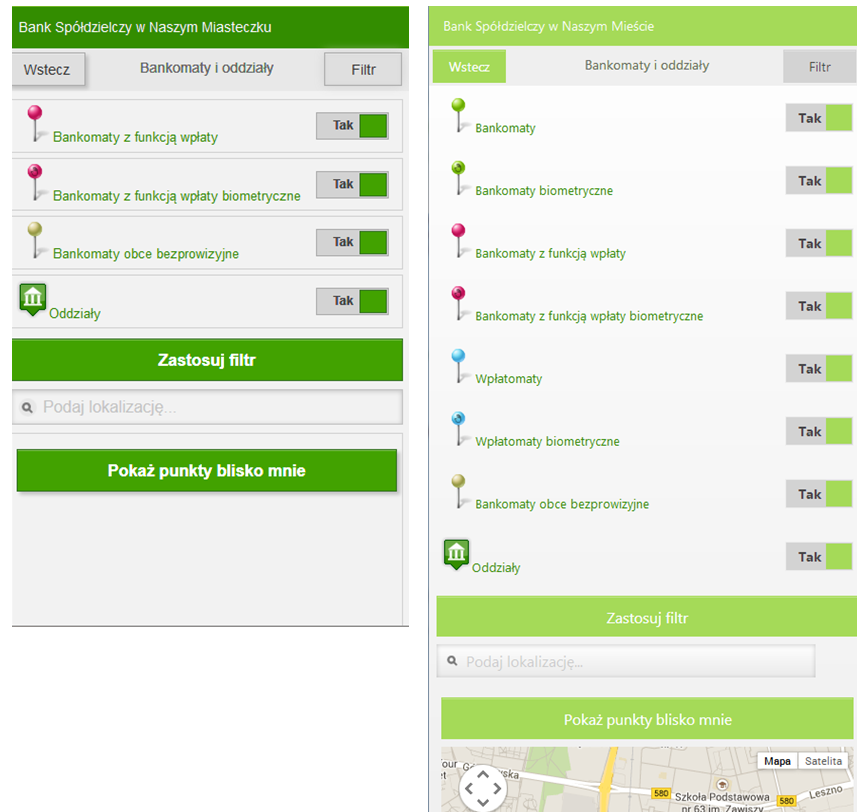 Bank Spółdzielczy w Naszym Miasteczku
Wstecz
Bankomaty i oddziały
Filtr
Bankomaty z funkcją wpłaty
Tak
Bankomaty z funkcją wpłaty biometryczne
Tak
Bankomaty obce bezprowizyjne
Tak
Oddziały
Tak
Zastosuj filtr
Podaj lokalizację...
Pokaż punkty blisko mnie
Bank Spółdzielczy w Naszym Mieście
Wstecz
Bankomaty i oddziały
Filtr
Bankomaty
Tak
Bankomaty biometryczne
Tak
Bankomaty z funkcją wpłaty
Tak
Bankomaty z funkcją wpłaty biometryczne
Tak
Wpłatomaty
Tak
Wpłatomaty biometryczne
Tak
Bankomaty obce bezprowizyjne
Tak
Oddziały
Tak
Zastosuj filtr
Podaj lokalizację...
Pokaż punkty blisko mnie
Mapa
Satelita
580
Szkoła Podstawowa
nr 63 im. Zawiszy
580
Leszno